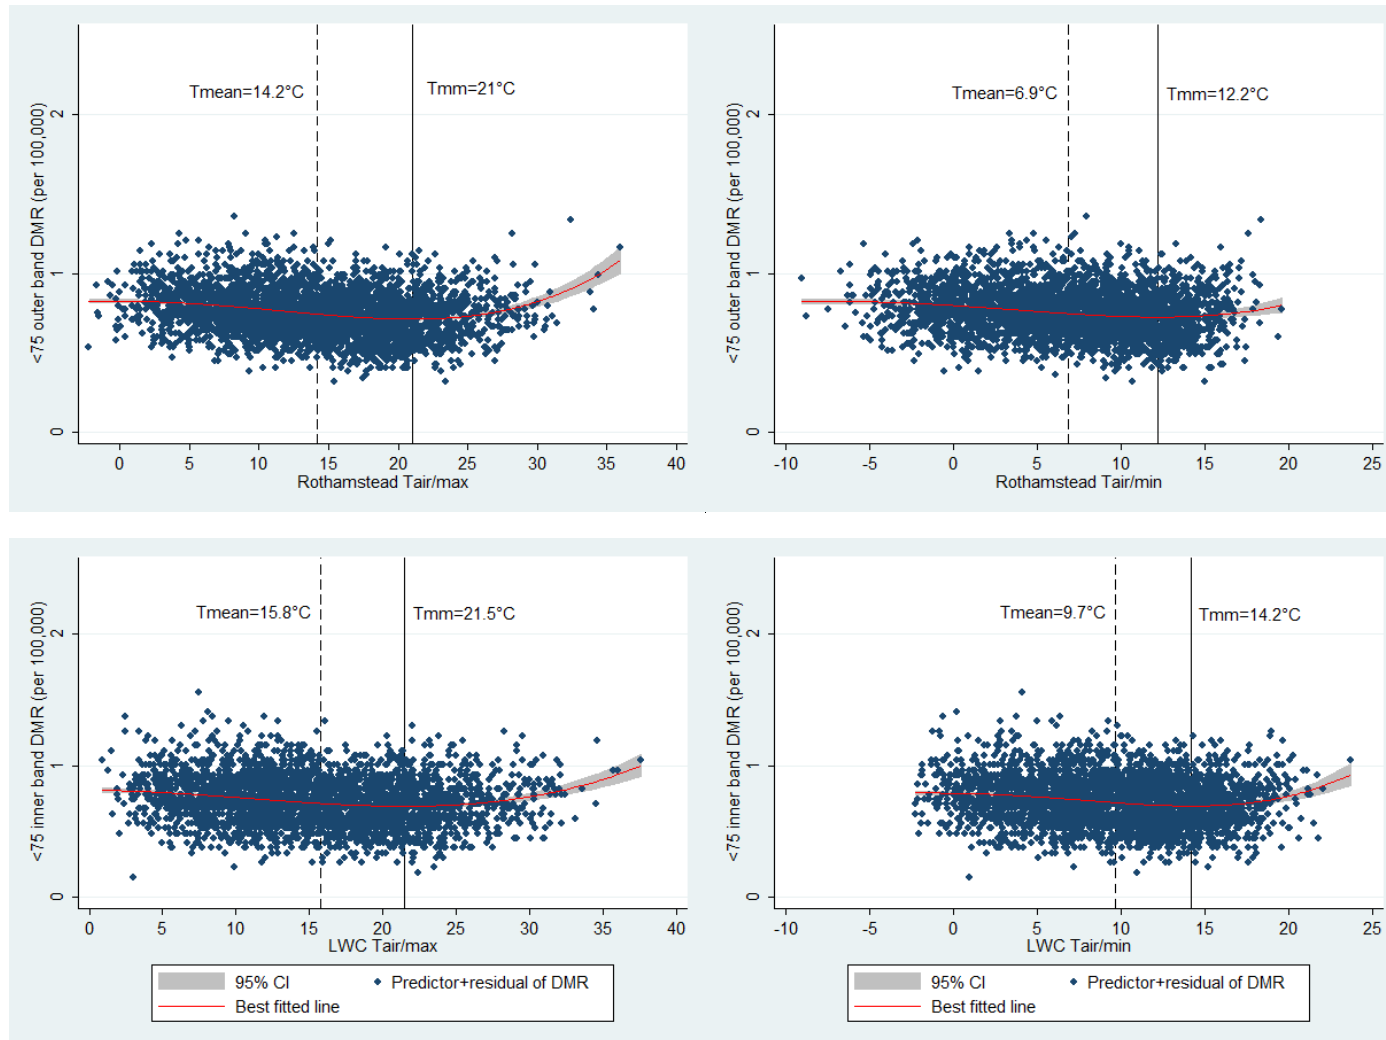 <75 outer band DMR (per 100,000)
2
1
0
Tmean=14.2°C
Tmm=21°C
0 5 10 15 20 25 30 35 40
Rothamstead Tair/max
<75 outer band DMR (per 100,000)
2
1
0
Tmean=6.9°C
Tmm=12.2°C
-10 -5 0 5 10 15 20 25
Rothamstead Tair/min
<75 inner band DMR (per 100,000)
2
1
0
Tmean=15.8°C
Tmm=21.5°C
0 5 10 15 20 25 30 35 40
LWC Tair/max
95% CI
Predictor+residual of DMR
Best fitted line
<75 inner band DMR (per 100,000)
2
1
0
Tmean=9.7°C
Tmm=14.2°C
-10 -5 0 5 10 15 20 25
LWC Tair/min
95% CI
Predictor+residual of DMR
Best fitted line